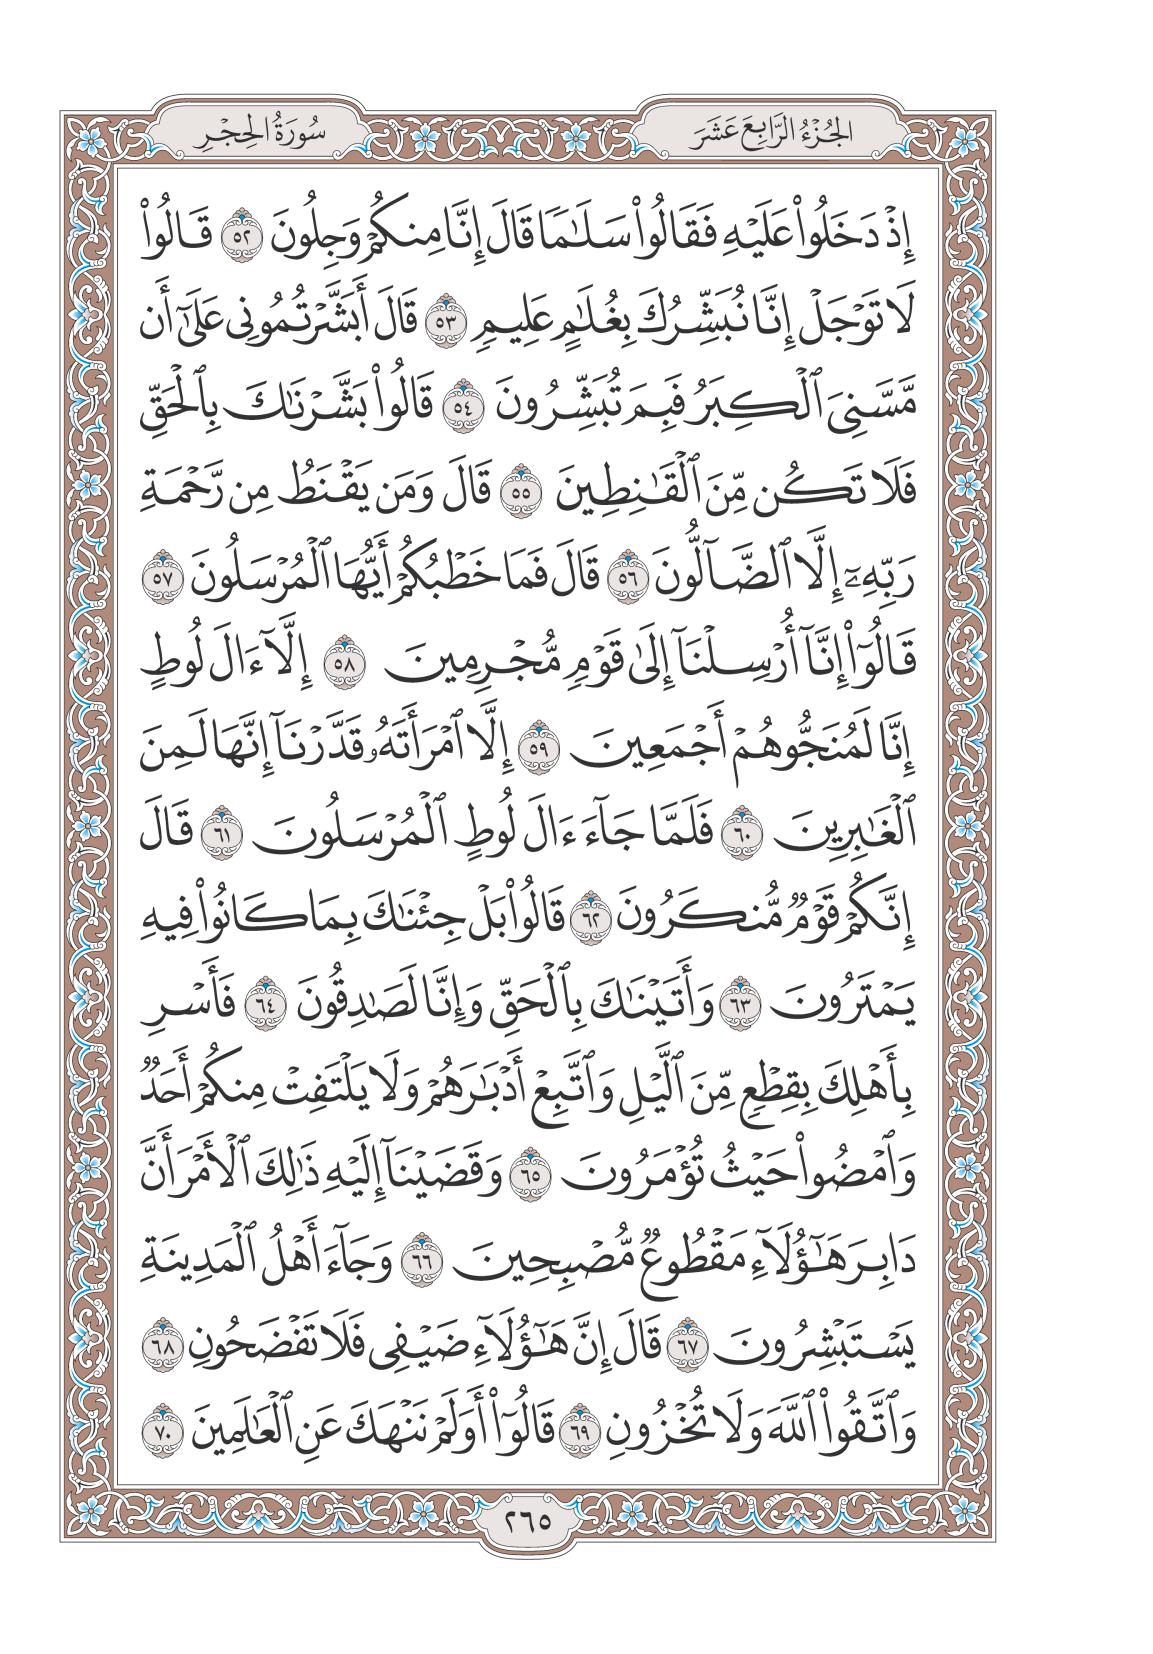 الجُزْءُ الرَّابِعَ عَشَرَ
سُورَةُ الحِجْرِ
إِذْ دَخَلُوا۟ عَلَيْهِ فَقَالُوا۟ سَلَـٰمًا قَالَ إِنَّا مِنكُمْ وَجِلُونَ ٥٢ قَالُوا۟
لَا تَوْجَلْ إِنَّا نُبَشِّرُكَ بِغُلَـٰمٍ عَلِيمٍ ٥٣ قَالَ أَبَشَّرْتُمُونِى عَلَىٰٓ أَن
مَّسَّنِىَ ٱلْكِبَرُ فَبِمَ تُبَشِّرُونَ ٥٤ قَالُوا۟ بَشَّرْنَـٰكَ بِٱلْحَقِّ
فَلَا تَكُن مِّنَ ٱلْقَـٰنِطِينَ ٥٥ قَالَ وَمَن يَقْنَطُ مِن رَّحْمَةِ
رَبِّهِۦٓ إِلَّا ٱلضَّآلُّونَ ٥٦ قَالَ فَمَا خَطْبُكُمْ أَيُّهَا ٱلْمُرْسَلُونَ ٥٧
قَالُوٓا۟ إِنَّآ أُرْسِلْنَآ إِلَىٰ قَوْمٍ مُّجْرِمِينَ ٥٨ إِلَّآ ءَالَ لُوطٍ
إِنَّا لَمُنَجُّوهُمْ أَجْمَعِينَ ٥٩ إِلَّا ٱمْرَأَتَهُۥ قَدَّرْنَآ إِنَّهَا لَمِنَ
ٱلْغَـٰبِرِينَ ٦٠ فَلَمَّا جَآءَ ءَالَ لُوطٍ ٱلْمُرْسَلُونَ ٦١ قَالَ
إِنَّكُمْ قَوْمٌ مُّنكَرُونَ ٦٢ قَالُوا۟ بَلْ جِئْنَـٰكَ بِمَا كَانُوا۟ فِيهِ
يَمْتَرُونَ ٦٣ وَأَتَيْنَـٰكَ بِٱلْحَقِّ وَإِنَّا لَصَـٰدِقُونَ ٦٤ فَأَسْرِ
بِأَهْلِكَ بِقِطْعٍ مِّنَ ٱلَّيْلِ وَٱتَّبِعْ أَدْبَـٰرَهُمْ وَلَا يَلْتَفِتْ مِنكُمْ أَحَدٌ
وَٱمْضُوا۟ حَيْثُ تُؤْمَرُونَ ٦٥ وَقَضَيْنَآ إِلَيْهِ ذَٰلِكَ ٱلْأَمْرَ أَنَّ
دَابِرَ هَـٰٓؤُلَآءِ مَقْطُوعٌ مُّصْبِحِينَ ٦٦ وَجَآءَ أَهْلُ ٱلْمَدِينَةِ
يَسْتَبْشِرُونَ ٦٧ قَالَ إِنَّ هَـٰٓؤُلَآءِ ضَيْفِى فَلَا تَفْضَحُونِ ٦٨
وَٱتَّقُوا۟ ٱللَّهَ وَلَا تُخْزُونِ ٦٩ قَالُوٓا۟ أَوَلَمْ نَنْهَكَ عَنِ ٱلْعَـٰلَمِينَ ٧٠
٢٦٥